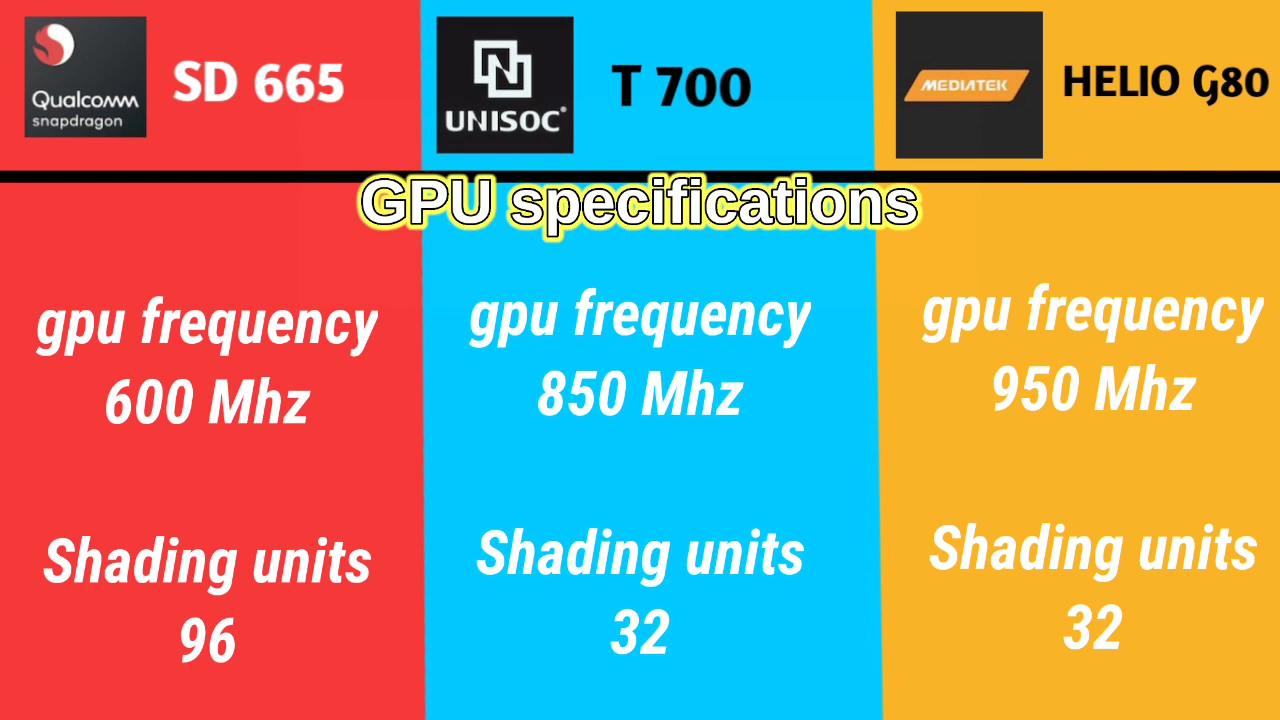 Qualcomm
snapdragon
SD 665
UNISOC®
T 700
MEDIATEK
HELIO G80
GPU specifications
gpu frequency
600 Mhz
Shading units
96
gpu frequency
850 Mhz
Shading units
32
gpu frequency
950 Mhz
Shading units
32